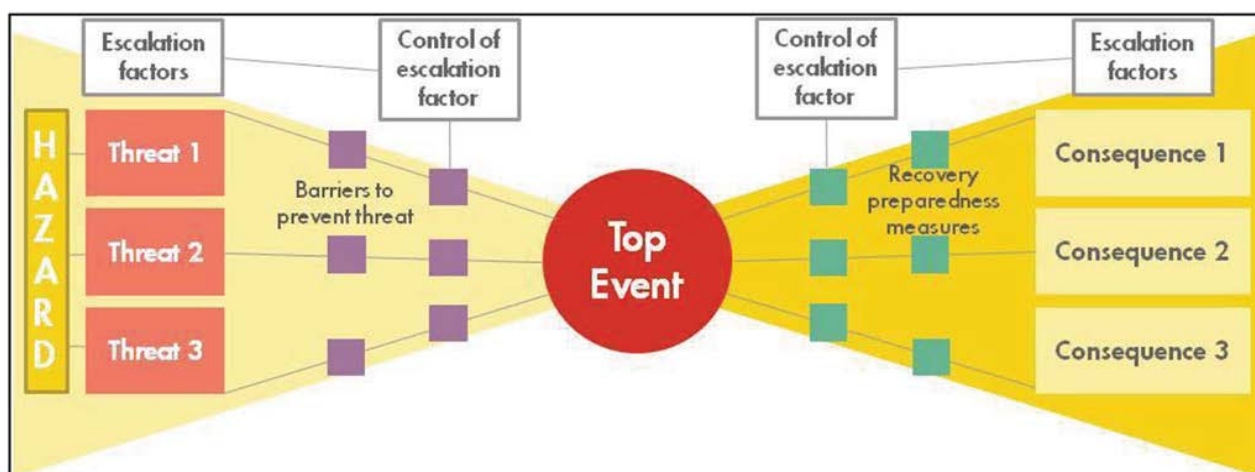 Escalation
factors
Control of
escalation
factor
Control of
escalation
factor
Escalation
factors
HAZARD
Threat 1
Threat 2
Threat 3
Barriers to
prevent threat
Top
Event
Recovery
preparedness
measures
Consequence 1
Consequence 2
Consequence 3